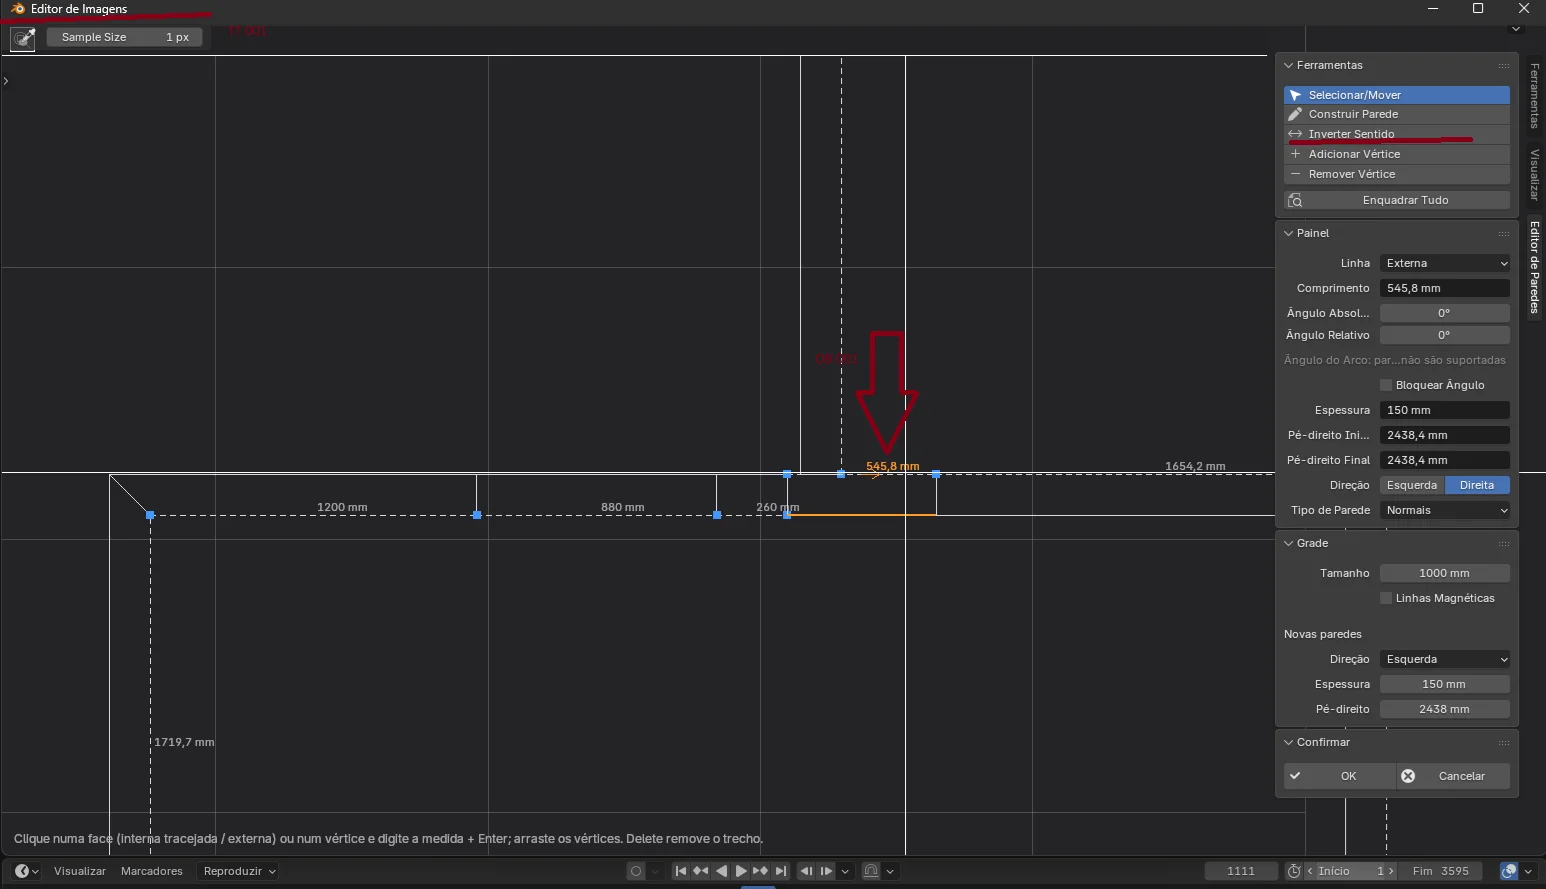 Editor de Imagens
Sample Size 1 px
Ferramentas
Selecionar/Mover
Construir Parede
Inverter Sentido
Adicionar Vértice
Remover Vértice
Enquadrar Tudo
Painel
Linha Externa
Comprimento 545,8 mm
Ângulo Absol... 0°
Ângulo Relativo 0°
Ângulo do Arco: par...não são suportadas
Bloquear Ângulo
Espessura 150 mm
Pé-direito Ini... 2438,4 mm
Pé-direito Final 2438,4 mm
Direção Esquerda Direita
Tipo de Parede Normais
Grade
Tamanho 1000 mm
Linhas Magnéticas
Novas paredes
Direção Esquerda
Espessura 150 mm
Pé-direito 2438 mm
Confirmar
OK Cancelar
Ferramentas
Visualizar
Editor de Paredes
545,8 mm
1654,2 mm
1200 mm
880 mm
260 mm
1719,7 mm
Clique numa face (interna tracejada / externa) ou num vértice e digite a medida + Enter; arraste os vértices. Delete remove o trecho.
Visualizar Marcadores Reproduzir
1111
Início 1
Fim 3595